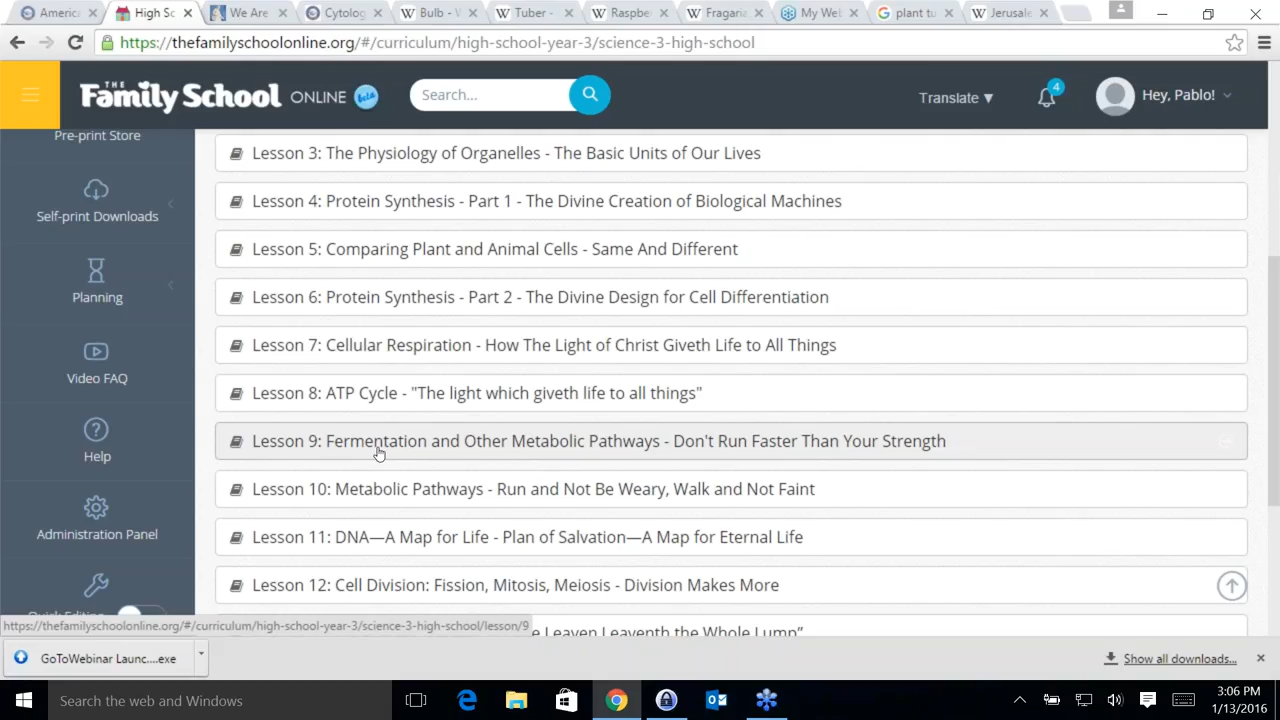 America
High Sc
We Are
Cytolog
Bulb - W
Tuber
Raspbe
Fragaria
My Web
plant tu
Jerusale
https://thefamilyschoolonline.org/#/curriculum/high-school-year-3/science-3-high-school
THE Family School ONLINE beta
Search...
Translate ▼
4
Hey, Pablo!
Pre-print Store
Self-print Downloads
Planning
Video FAQ
Help
Administration Panel
Quick Editing
Lesson 3: The Physiology of Organelles - The Basic Units of Our Lives
Lesson 4: Protein Synthesis - Part 1 - The Divine Creation of Biological Machines
Lesson 5: Comparing Plant and Animal Cells - Same And Different
Lesson 6: Protein Synthesis - Part 2 - The Divine Design for Cell Differentiation
Lesson 7: Cellular Respiration - How The Light of Christ Giveth Life to All Things
Lesson 8: ATP Cycle - "The light which giveth life to all things"
Lesson 9: Fermentation and Other Metabolic Pathways - Don't Run Faster Than Your Strength
Lesson 10: Metabolic Pathways - Run and Not Be Weary, Walk and Not Faint
Lesson 11: DNA—A Map for Life - Plan of Salvation—A Map for Eternal Life
Lesson 12: Cell Division: Fission, Mitosis, Meiosis - Division Makes More
e Leaven Leaveneth the Whole Lump”
https://thefamilyschoolonline.org/#/curriculum/high-school-year-3/science-3-high-school/lesson/9
GoToWebinar Launc....exe
Show all downloads...
Search the web and Windows
3:06 PM
1/13/2016